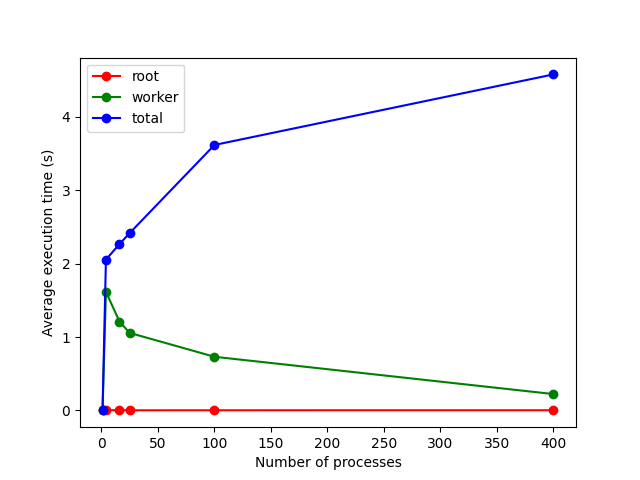 root
worker
total
4
3
2
1
0
Average execution time (s)
0 50 100 150 200 250 300 350 400
Number of processes